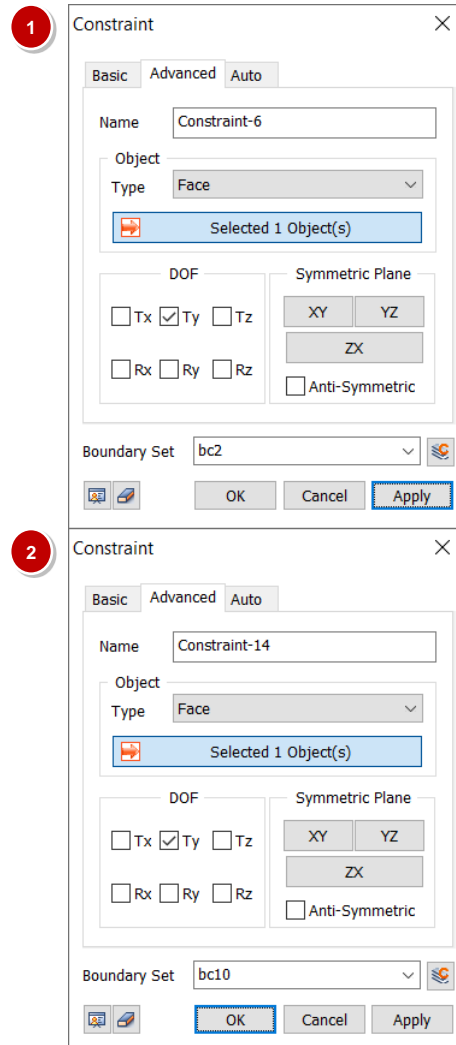 1
Constraint
Basic Advanced Auto
Name Constraint-6
Object
Type Face
Selected 1 Object(s)
DOF Symmetric Plane
Tx Ty Tz XY YZ
ZX
Rx Ry Rz Anti-Symmetric
Boundary Set bc2
OK Cancel Apply
2
Constraint
Basic Advanced Auto
Name Constraint-14
Object
Type Face
Selected 1 Object(s)
DOF Symmetric Plane
Tx Ty Tz XY YZ
ZX
Rx Ry Rz Anti-Symmetric
Boundary Set bc10
OK Cancel Apply